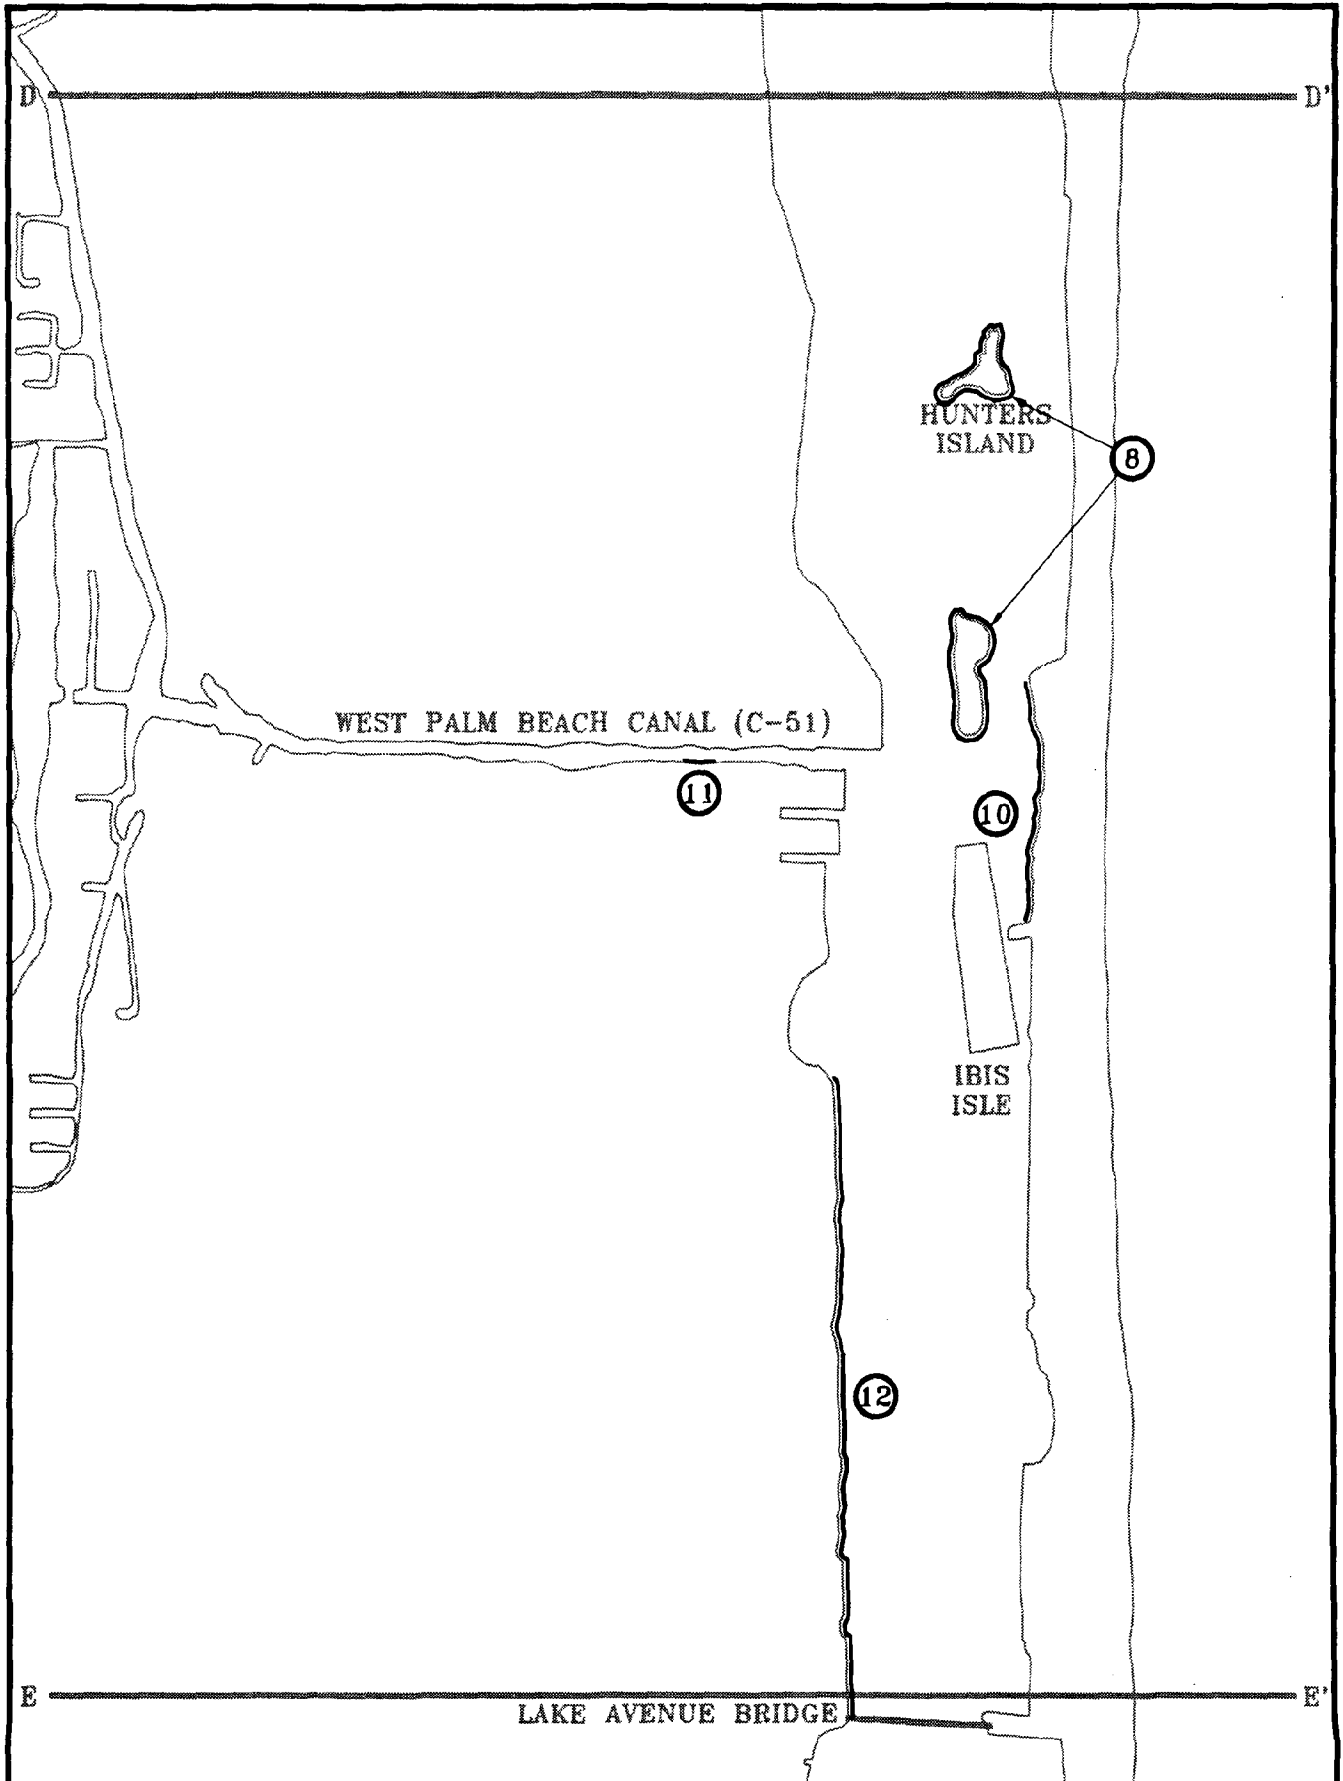 D D'
HUNTERS
ISLAND
8
WEST PALM BEACH CANAL (C-51)
11
10
IBIS
ISLE
12
E E'
LAKE AVENUE BRIDGE